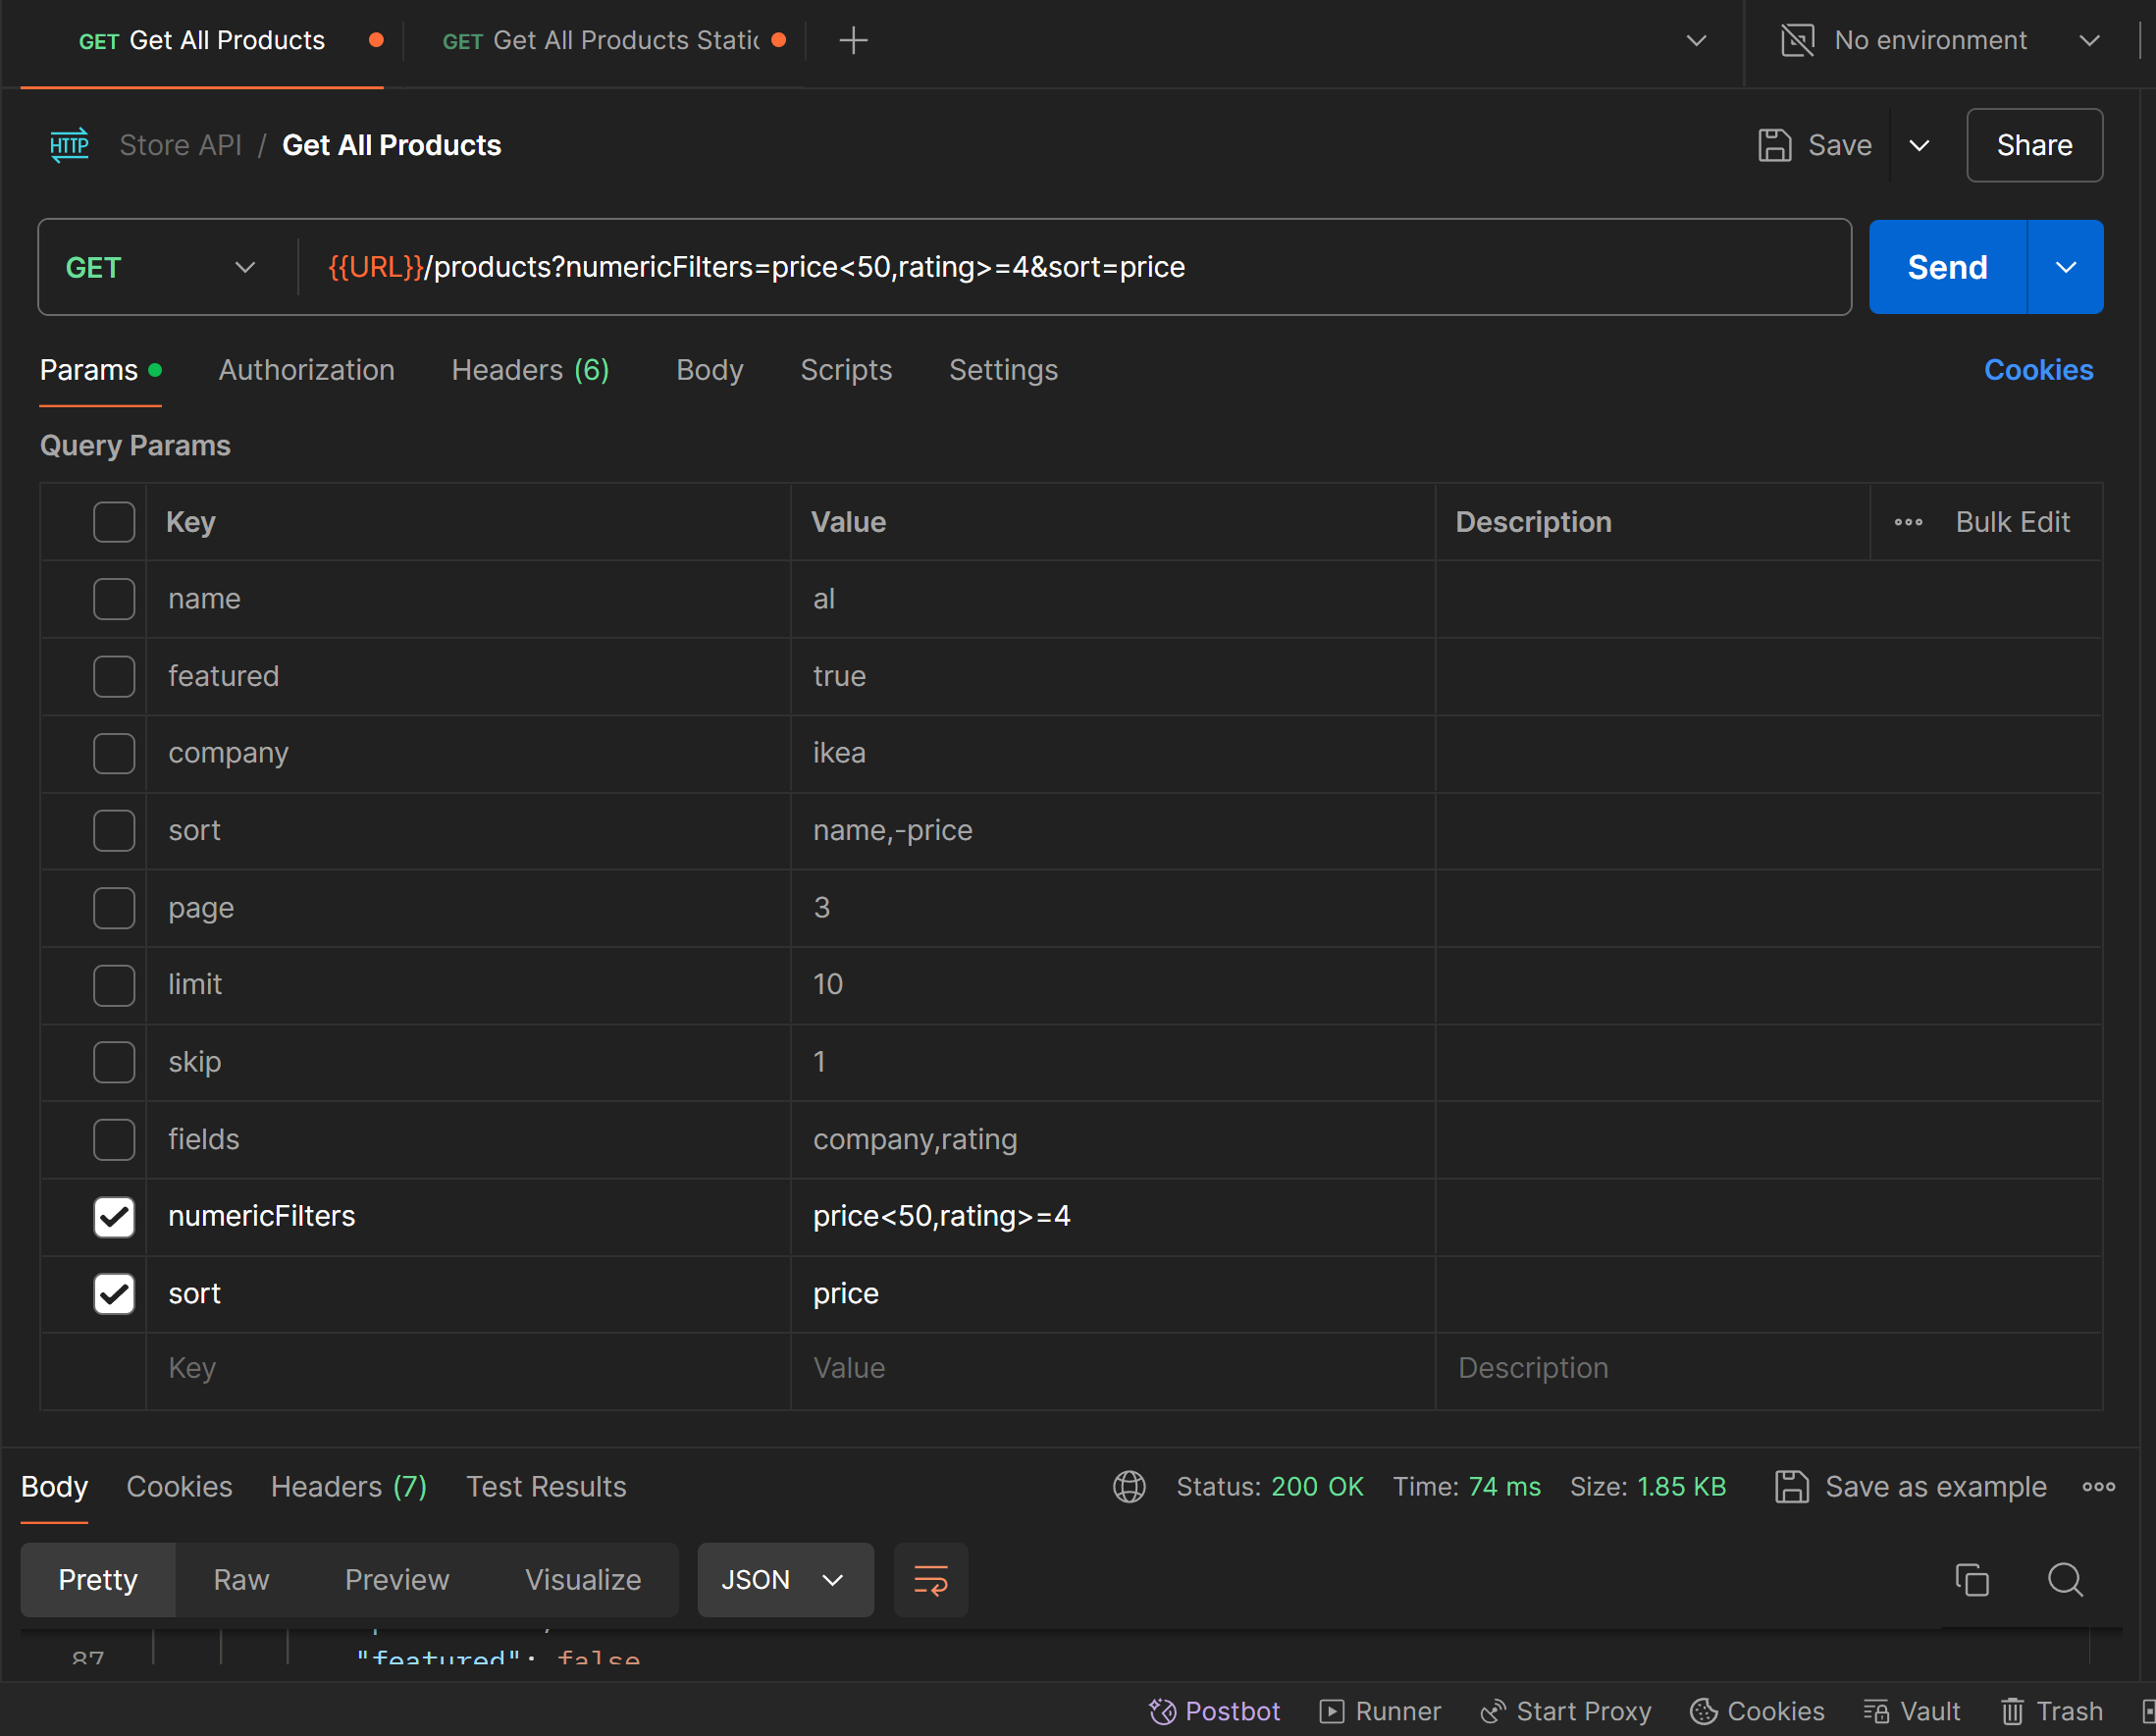 GET Get All Products GET Get All Products Static No environment
HTTP Store API / Get All Products Save Share
GET {{URL}}/products?numericFilters=price<50,rating>=4&sort=price Send
Params Authorization Headers (6) Body Scripts Settings Cookies
Query Params
Key Value Description Bulk Edit
name al
featured true
company ikea
sort name,-price
page 3
limit 10
skip 1
fields company,rating
numericFilters price<50,rating>=4
sort price
Key Value Description
Body Cookies Headers (7) Test Results Status: 200 OK Time: 74 ms Size: 1.85 KB Save as example
Pretty Raw Preview Visualize JSON
87 "featured": false
Postbot Runner Start Proxy Cookies Vault Trash